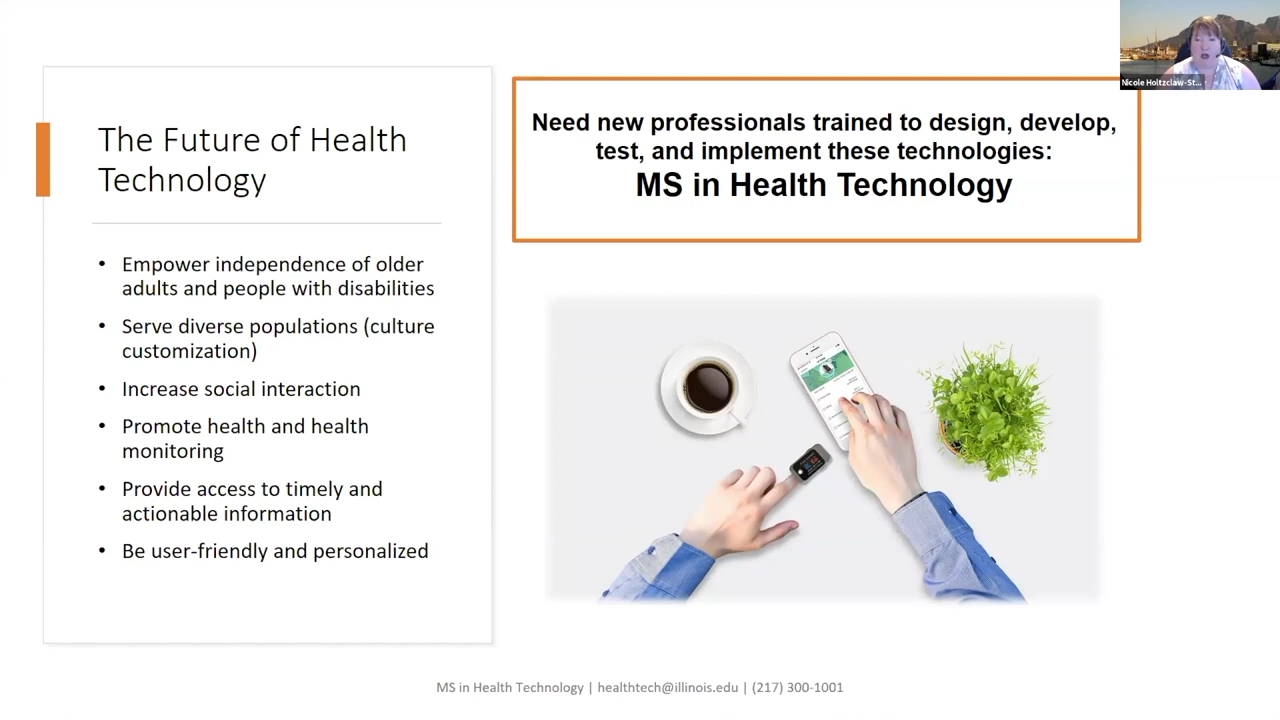 The Future of Health
Technology
• Empower independence of older
adults and people with disabilities
• Serve diverse populations (culture
customization)
• Increase social interaction
• Promote health and health
monitoring
• Provide access to timely and
actionable information
• Be user-friendly and personalized
Need new professionals trained to design, develop,
test, and implement these technologies:
MS in Health Technology
Nicole Holtzclaw-St...
MS in Health Technology | healthtech@illinois.edu | (217) 300-1001